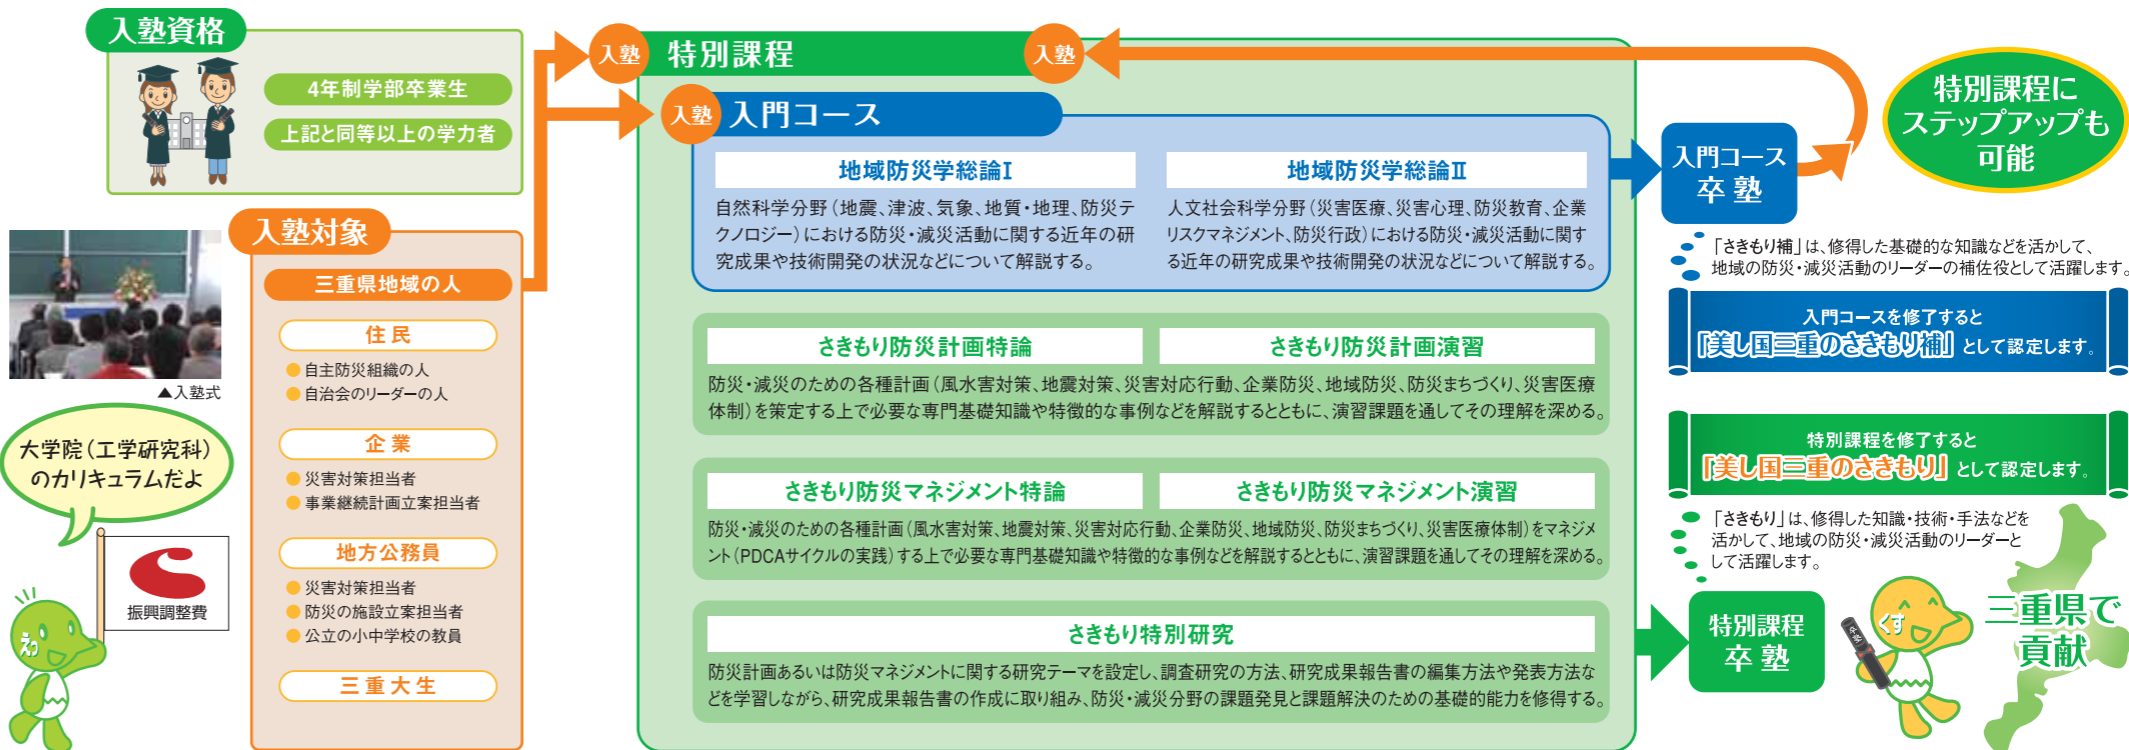 入塾資格
4年制学部卒業生
上記と同等以上の学力者
▲入塾式
大学院（工学研究科）
のカリキュラムだよ
振興調整費
えっ
入塾対象
三重県地域の人
住民
●自主防災組織の人
●自治会のリーダーの人
企業
●災害対策担当者
●事業継続計画立案担当者
地方公務員
●災害対策担当者
●防災の施設立案担当者
●公立の小中学校の教員
三重大生
入塾
特別課程
入塾
入塾
入門コース
地域防災学総論Ⅰ
自然科学分野（地震、津波、気象、地質・地理、防災テ
クノロジー）における防災・減災活動に関する近年の研
究成果や技術開発の状況などについて解説する。
地域防災学総論Ⅱ
人文社会科学分野（災害医療、災害心理、防災教育、企業
リスクマネジメント、防災行政）における防災・減災活動に関す
る近年の研究成果や技術開発の状況などについて解説する。
さきもり防災計画特論
さきもり防災計画演習
防災・減災のための各種計画（風水害対策、地震対策、災害対応行動、企業防災、地域防災、防災まちづくり、災害医療
体制）を策定する上で必要な専門基礎知識や特徴的な事例などを解説するとともに、演習課題を通してその理解を深める。
さきもり防災マネジメント特論
さきもり防災マネジメント演習
防災・減災のための各種計画（風水害対策、地震対策、災害対応行動、企業防災、地域防災、防災まちづくり、災害医療体制）をマネジメ
ント（PDCAサイクルの実践）する上で必要な専門基礎知識や特徴的な事例などを解説するとともに、演習課題を通してその理解を深める。
さきもり特別研究
防災計画あるいは防災マネジメントに関する研究テーマを設定し、調査研究の方法、研究成果報告書の編集方法や発表方法な
どを学習しながら、研究成果報告書の作成に取り組み、防災・減災分野の課題発見と課題解決のための基礎的能力を修得する。
入門コース
卒塾
特別課程に
ステップアップも
可能
「さきもり補」は、修得した基礎的な知識などを活かして、
地域の防災・減災活動のリーダーの補佐役として活躍します。
入門コースを修了すると
「美し国三重のさきもり補」として認定します。
特別課程を修了すると
「美し国三重のさきもり」として認定します。
「さきもり」は、修得した知識・技術・手法などを
活かして、地域の防災・減災活動のリーダーと
して活躍します。
特別課程
卒塾
くす
三重県で
貢献